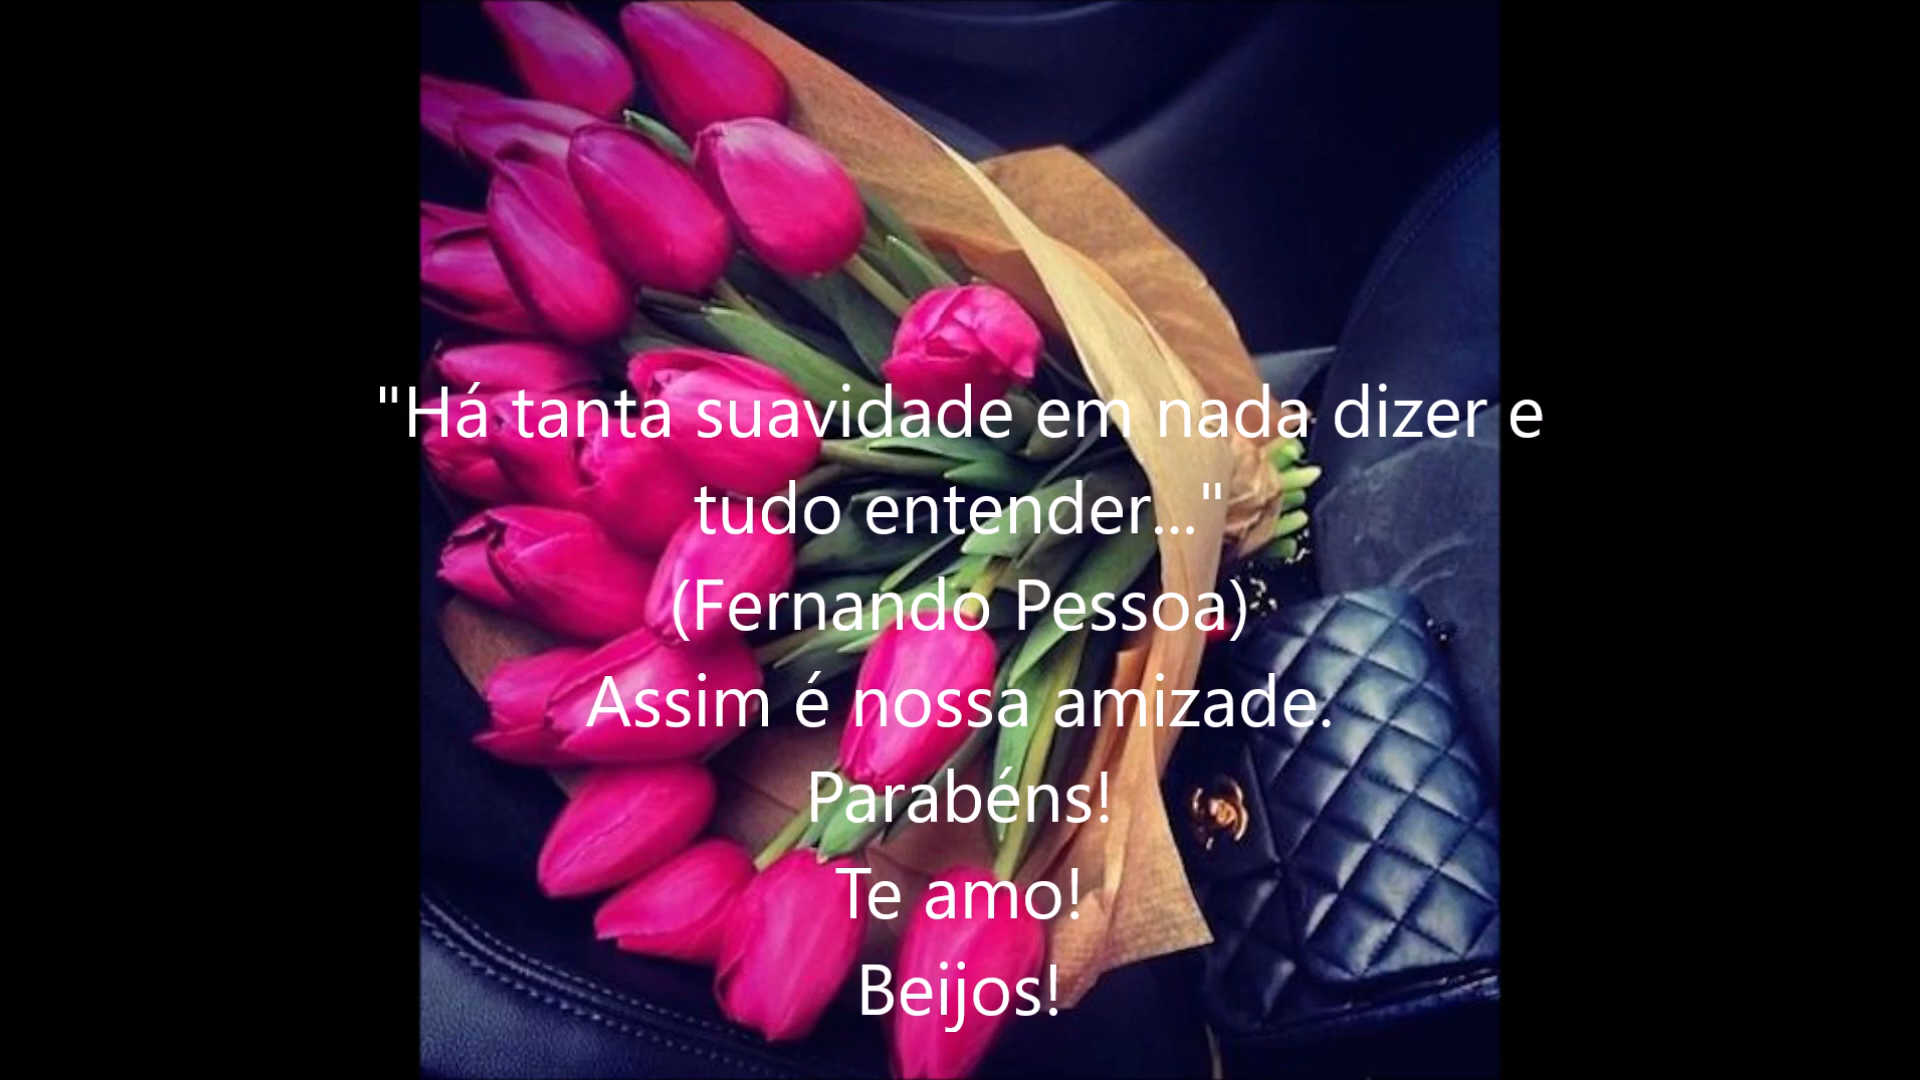 "Há tanta suavidade em nada dizer e
tudo entender..."
(Fernando Pessoa)
Assim é nossa amizade.
Parabéns!
Te amo!
Beijos!